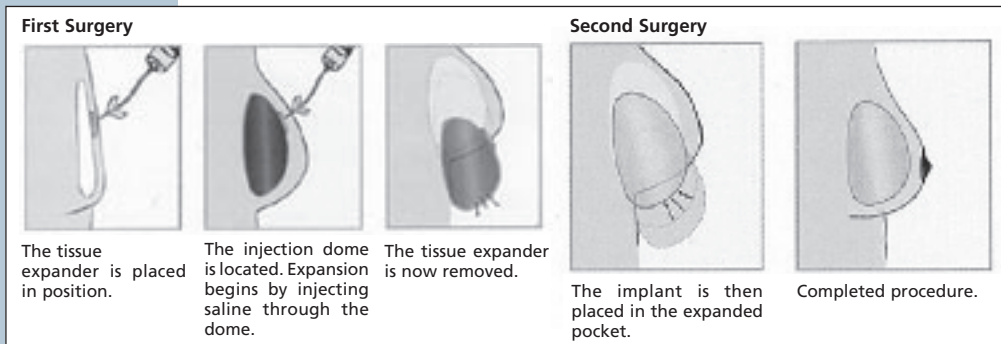 First Surgery
Second Surgery
The tissue
expander is placed
in position.
The injection dome
is located. Expansion
begins by injecting
saline through the
dome.
The tissue expander
is now removed.
The implant is then
placed in the expanded
pocket.
Completed procedure.